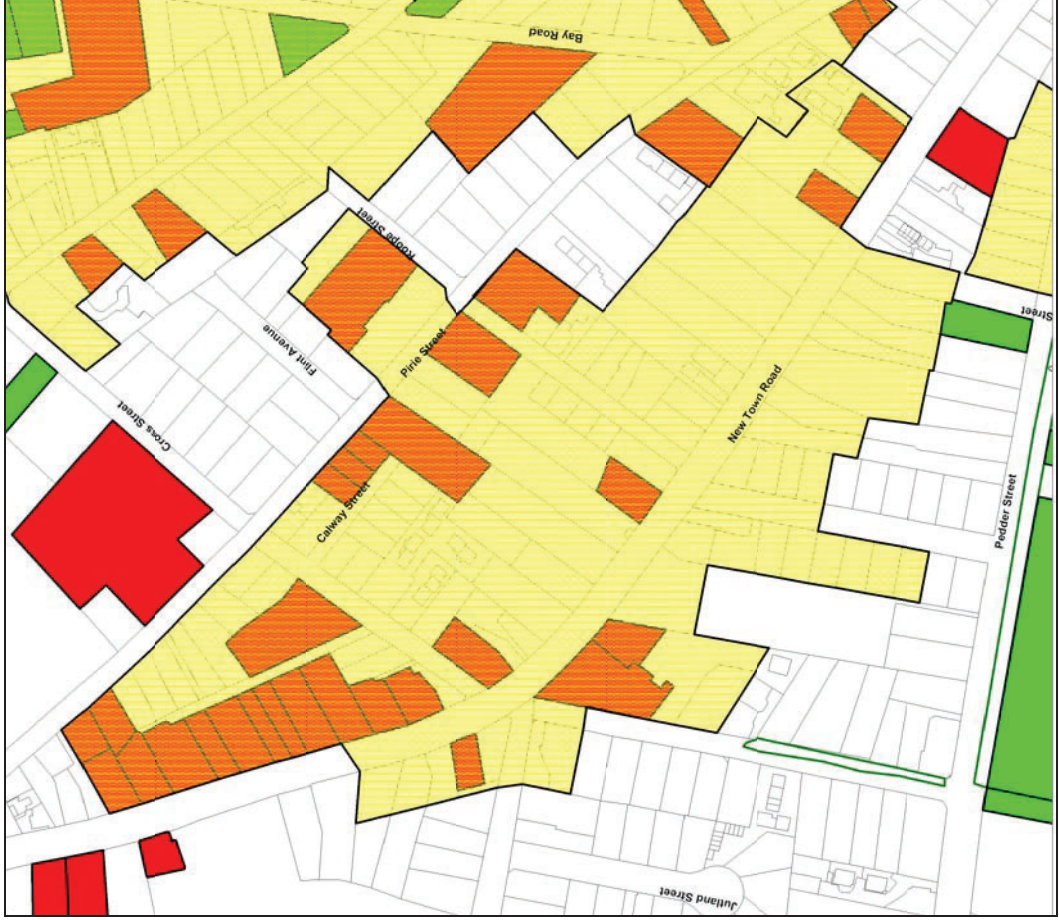 Bay Road
Roope Street
Flint Avenue
Pirie Street
Street
New Town Road
Cross Street
Calway Street
Pedder Street
Jutland Street